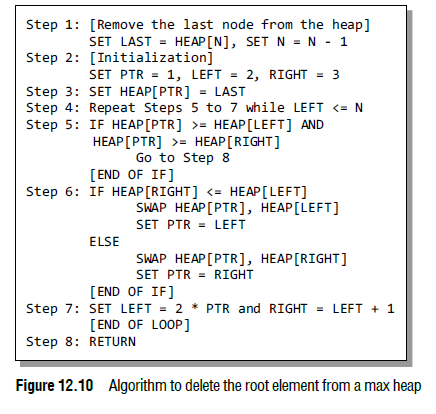 Step 1: [Remove the last node from the heap]
SET LAST = HEAP[N], SET N = N - 1
Step 2: [Initialization]
SET PTR = 1, LEFT = 2, RIGHT = 3
Step 3: SET HEAP[PTR] = LAST
Step 4: Repeat Steps 5 to 7 while LEFT <= N
Step 5: IF HEAP[PTR] >= HEAP[LEFT] AND
HEAP[PTR] >= HEAP[RIGHT]
Go to Step 8
[END OF IF]
Step 6: IF HEAP[RIGHT] <= HEAP[LEFT]
SWAP HEAP[PTR], HEAP[LEFT]
SET PTR = LEFT
ELSE
SWAP HEAP[PTR], HEAP[RIGHT]
SET PTR = RIGHT
[END OF IF]
Step 7: SET LEFT = 2 * PTR and RIGHT = LEFT + 1
[END OF LOOP]
Step 8: RETURN
Figure 12.10 Algorithm to delete the root element from a max heap